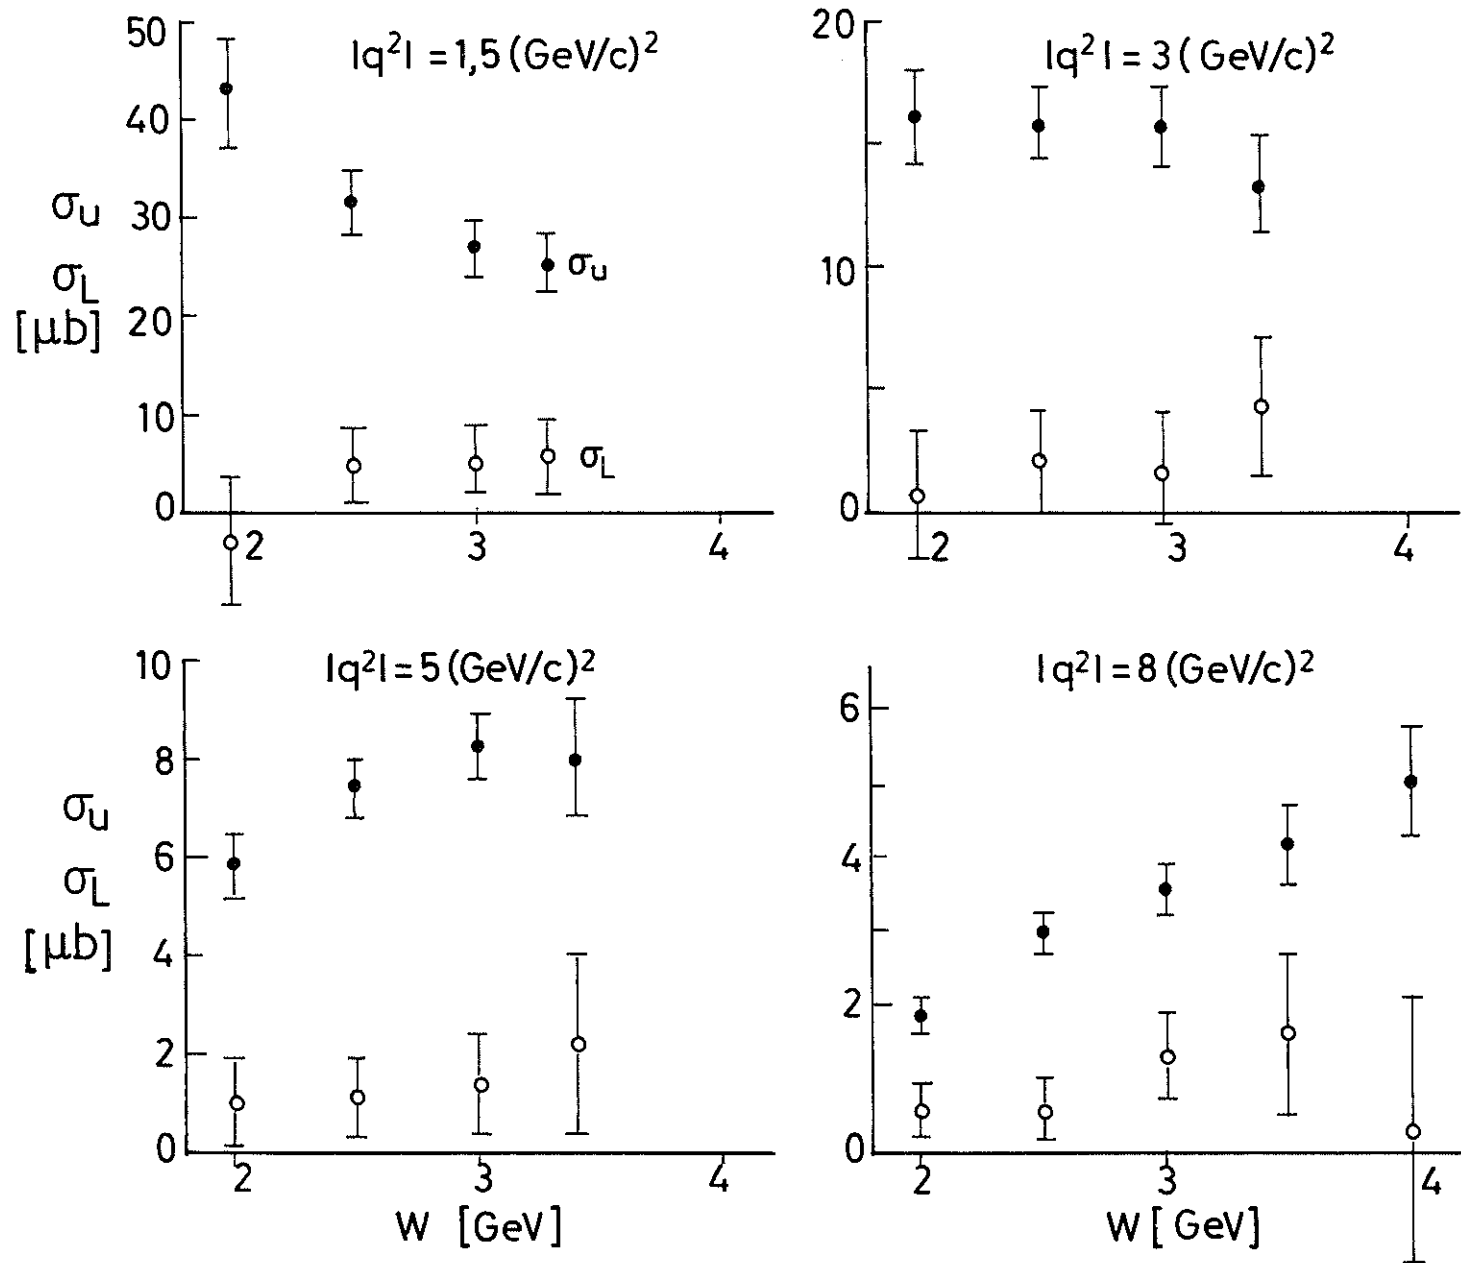 |q²| = 1,5 (GeV/c)²
50
40
30
20
10
0
σu
σL
[μb]
σu
σL
2 3 4
|q²| = 3 (GeV/c)²
20
10
0
2 3 4
|q²| = 5 (GeV/c)²
10
8
6
4
2
0
σu
σL
[μb]
2 3 4
W [GeV]
|q²| = 8 (GeV/c)²
6
4
2
0
2 3 4
W [GeV]